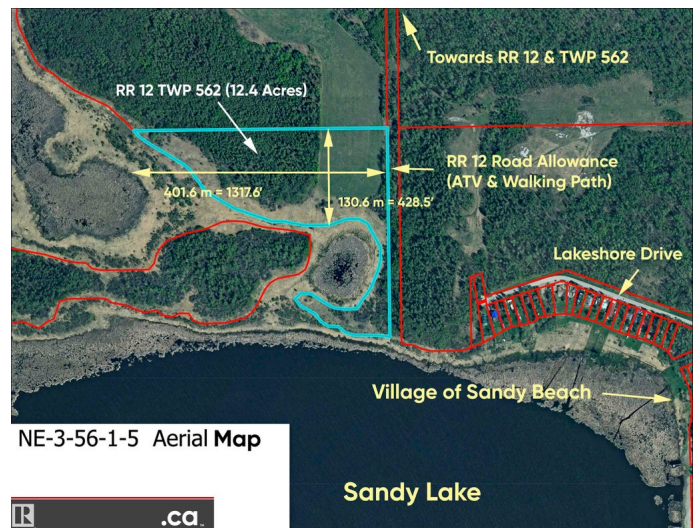 Towards RR 12 & TWP 562
RR 12 TWP 562 (12.4 Acres)
RR 12 Road Allowance
(ATV & Walking Path)
401.6 m = 1317.6'
130.6 m = 428.5'
Lakeshore Drive
Village of Sandy Beach
NE-3-56-1-5 Aerial Map
Sandy Lake
R
.ca